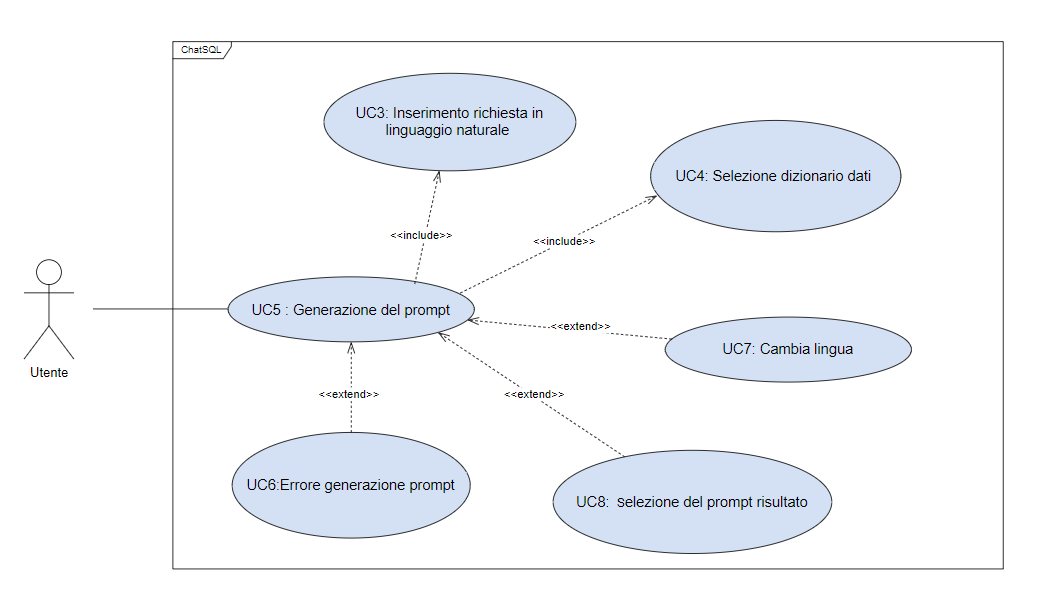 ChatSQL
UC3: Inserimento richiesta in
linguaggio naturale
UC4: Selezione dizionario dati
<<include>>
<<include>>
UC5 : Generazione del prompt
<<extend>>
UC7: Cambia lingua
Utente
<<extend>>
<<extend>>
UC6:Errore generazione prompt
UC8: selezione del prompt risultato